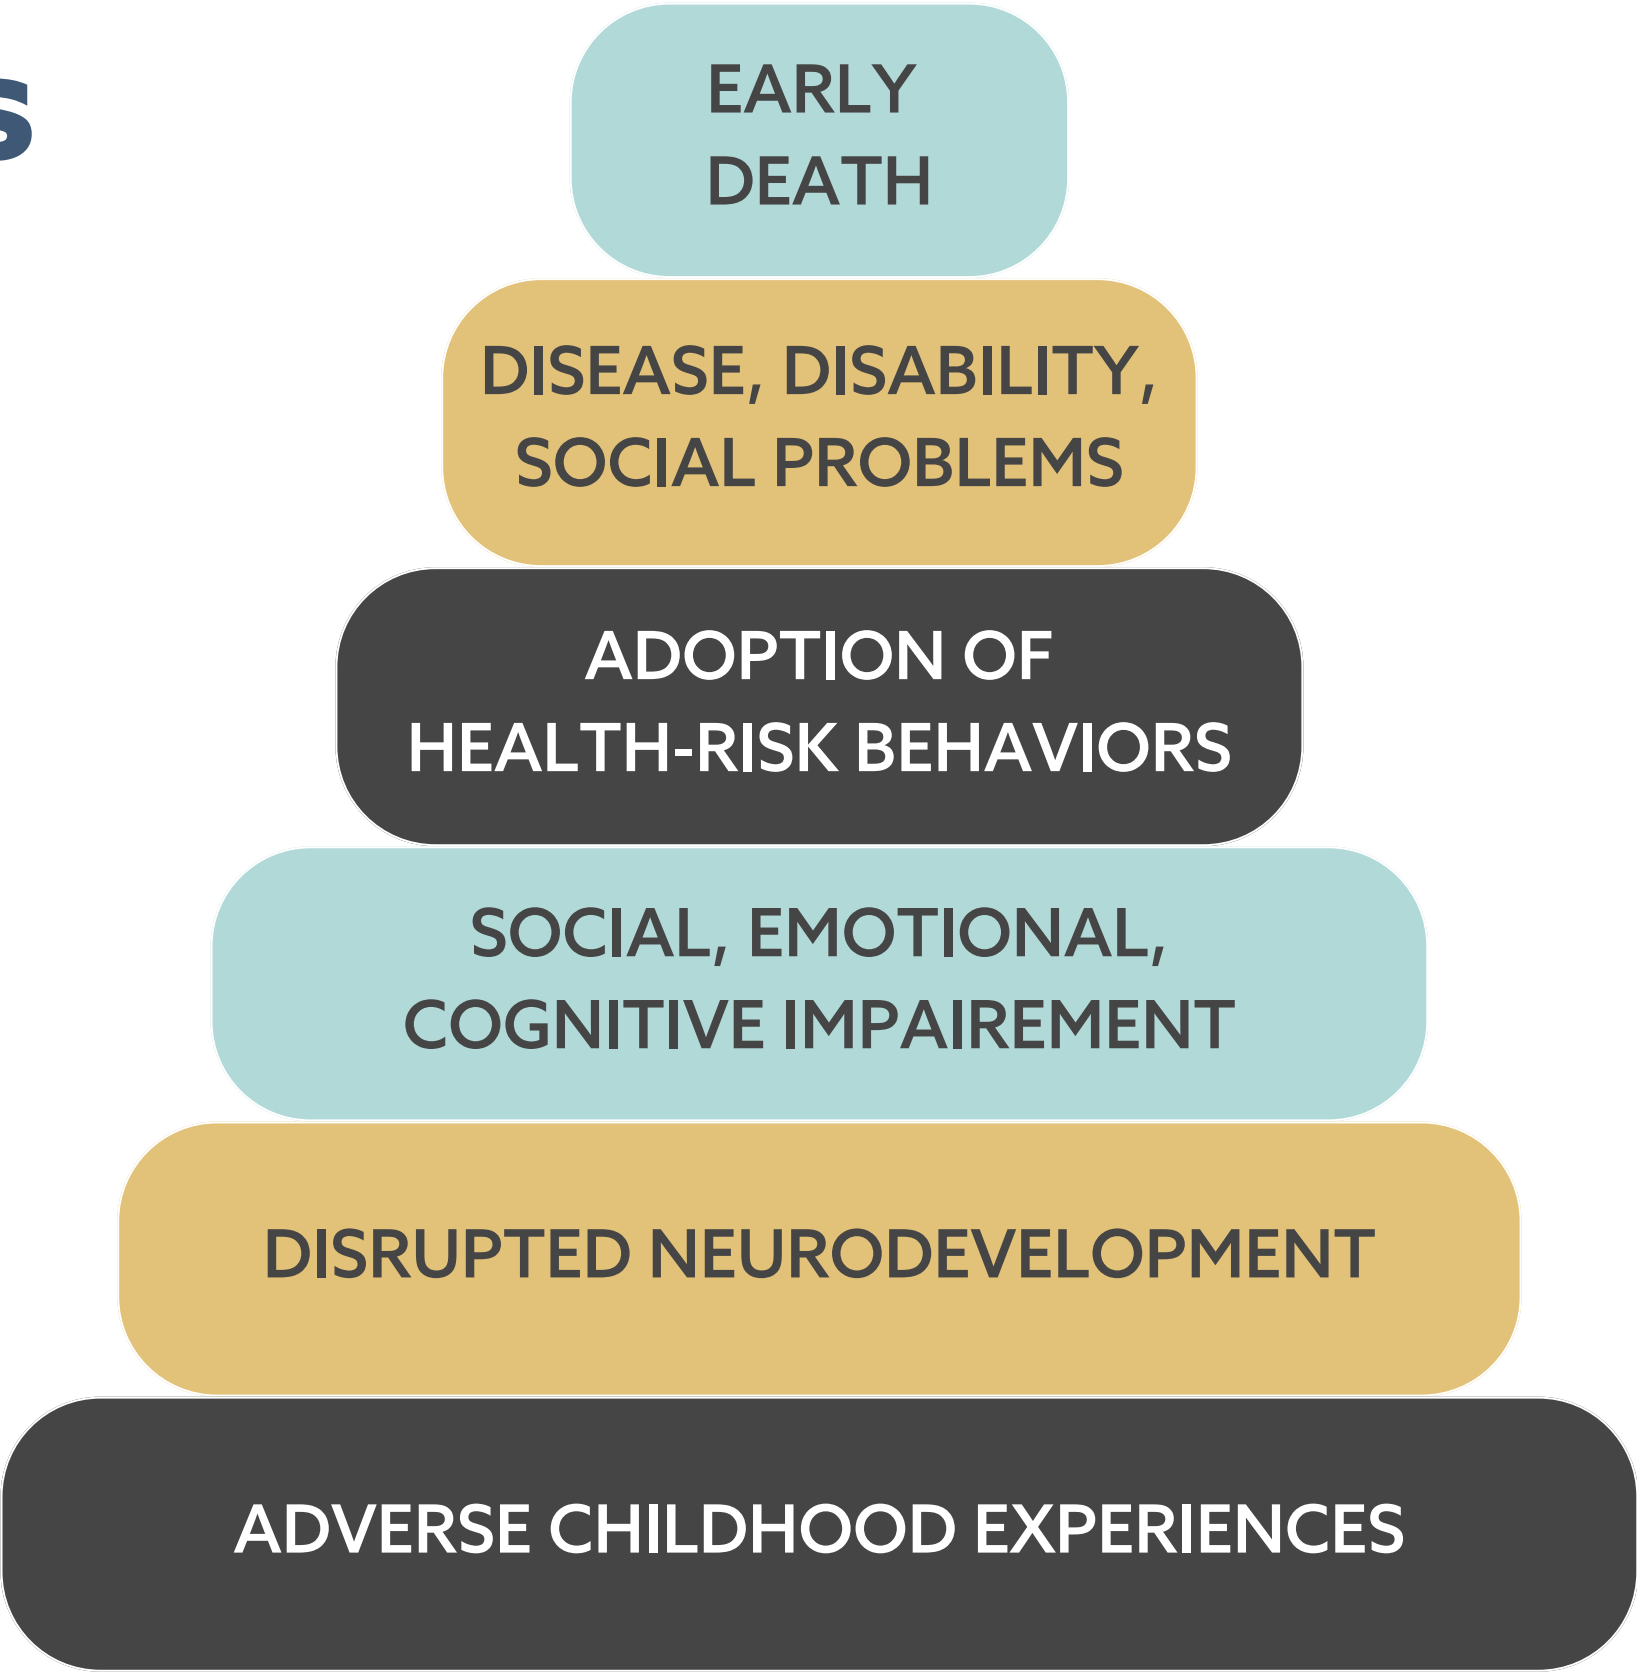 s
EARLY
DEATH
DISEASE, DISABILITY,
SOCIAL PROBLEMS
ADOPTION OF
HEALTH-RISK BEHAVIORS
SOCIAL, EMOTIONAL,
COGNITIVE IMPAIREMENT
DISRUPTED NEURODEVELOPMENT
ADVERSE CHILDHOOD EXPERIENCES